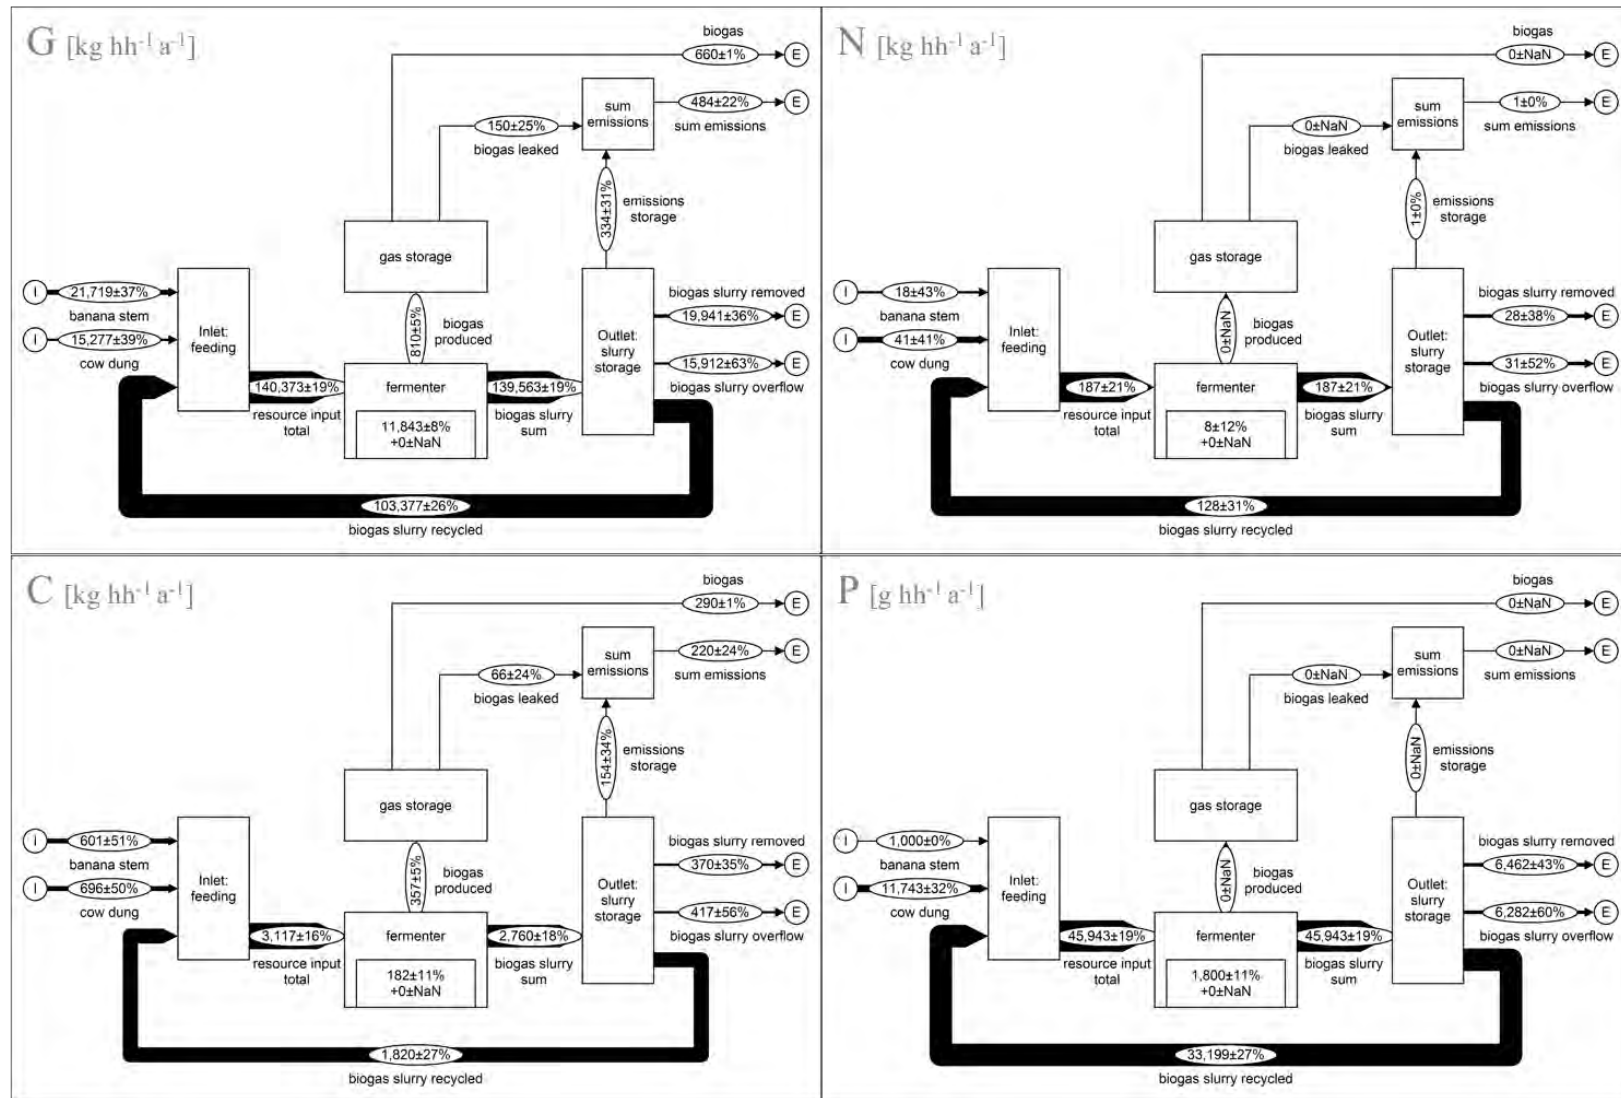 G [kg hh⁻¹ a⁻¹]
biogas
660±1%
E
484±22%
E
sum emissions
sum
emissions
150±25%
biogas leaked
334±31%
emissions
storage
gas storage
I
21,719±37%
banana stem
I
15,277±39%
cow dung
Inlet:
feeding
810±5%
biogas
produced
biogas slurry removed
19,941±36%
E
15,912±63%
E
biogas slurry overflow
Outlet:
slurry
storage
140,373±19%
resource input
total
fermenter
11,843±8%
+0±NaN
139,563±19%
biogas slurry
sum
103,377±26%
biogas slurry recycled
N [kg hh⁻¹ a⁻¹]
biogas
0±NaN
E
1±0%
E
sum emissions
sum
emissions
0±NaN
biogas leaked
1±0%
emissions
storage
gas storage
I
18±43%
banana stem
I
41±41%
cow dung
Inlet:
feeding
0±NaN
biogas
produced
biogas slurry removed
28±38%
E
31±52%
E
biogas slurry overflow
Outlet:
slurry
storage
187±21%
resource input
total
fermenter
8±12%
+0±NaN
187±21%
biogas slurry
sum
128±31%
biogas slurry recycled
C [kg hh⁻¹ a⁻¹]
biogas
290±1%
E
220±24%
E
sum emissions
sum
emissions
66±24%
biogas leaked
154±34%
emissions
storage
gas storage
I
601±51%
banana stem
I
696±50%
cow dung
Inlet:
feeding
357±5%
biogas
produced
biogas slurry removed
370±35%
E
417±56%
E
biogas slurry overflow
Outlet:
slurry
storage
3,117±16%
resource input
total
fermenter
182±11%
+0±NaN
2,760±18%
biogas slurry
sum
1,820±27%
biogas slurry recycled
P [g hh⁻¹ a⁻¹]
biogas
0±NaN
E
0±NaN
E
sum emissions
sum
emissions
0±NaN
biogas leaked
0±NaN
emissions
storage
gas storage
I
1,000±0%
banana stem
I
11,743±32%
cow dung
Inlet:
feeding
0±NaN
biogas
produced
biogas slurry removed
6,462±43%
E
6,282±60%
E
biogas slurry overflow
Outlet:
slurry
storage
45,943±19%
resource input
total
fermenter
1,800±11%
+0±NaN
45,943±19%
biogas slurry
sum
33,199±27%
biogas slurry recycled